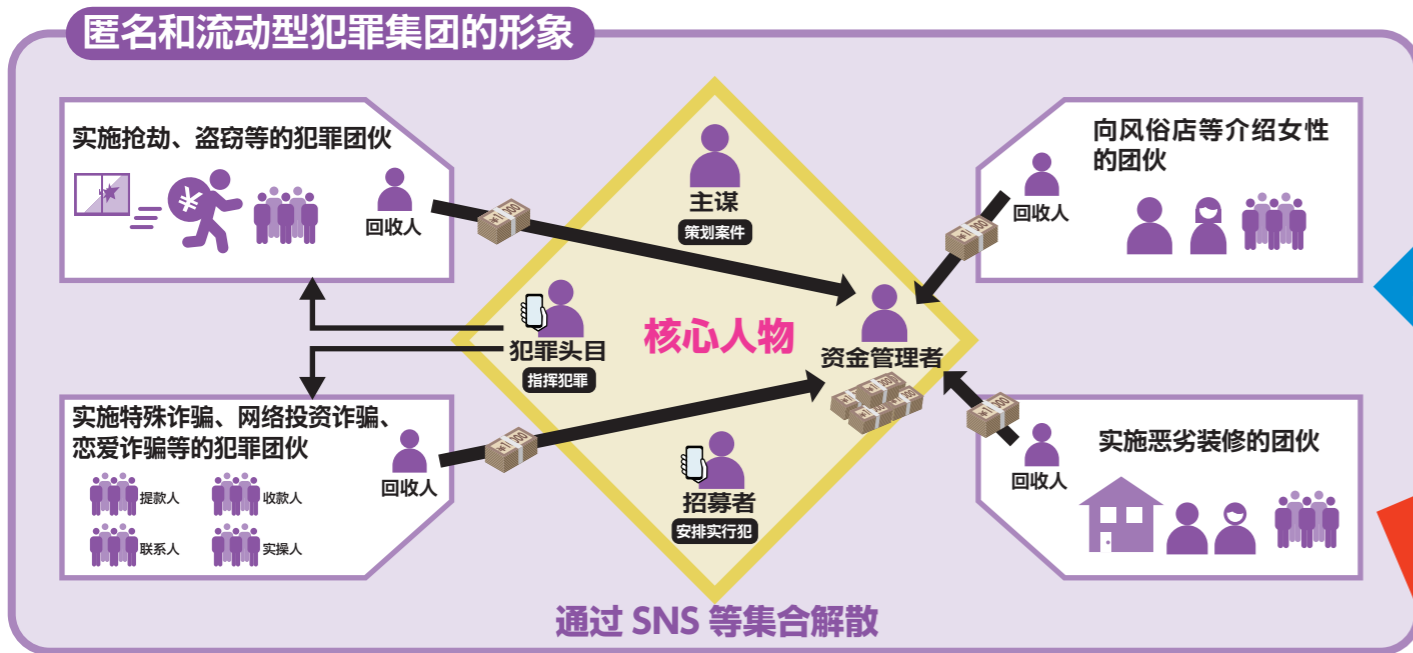 匿名和流动型犯罪集团的形象
实施抢劫、盗窃等的犯罪团伙
回收人
主谋
策划案件
向风俗店等介绍女性
的团伙
回收人
犯罪头目
指挥犯罪
核心人物
资金管理者
实施特殊诈骗、网络投资诈骗、
恋爱诈骗等的犯罪团伙
回收人
提款人
收款人
联系人
实操人
招募者
安排实行犯
实施恶劣装修的团伙
回收人
通过 SNS 等集合解散